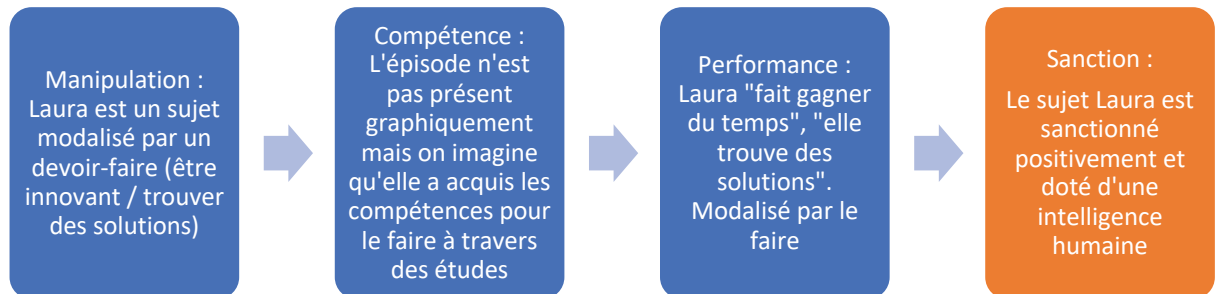 Manipulation :
Laura est un sujet
modalisé par un
devoir-faire (être
innovant / trouver
des solutions)
Compétence :
L'épisode n'est
pas présent
graphiquement
mais on imagine
qu'elle a acquis les
compétences pour
le faire à travers
des études
Performance :
Laura "fait gagner
du temps", "elle
trouve des
solutions".
Modalisé par le
faire
Sanction :
Le sujet Laura est
sanctionné
positivement et
doté d'une
intelligence
humaine